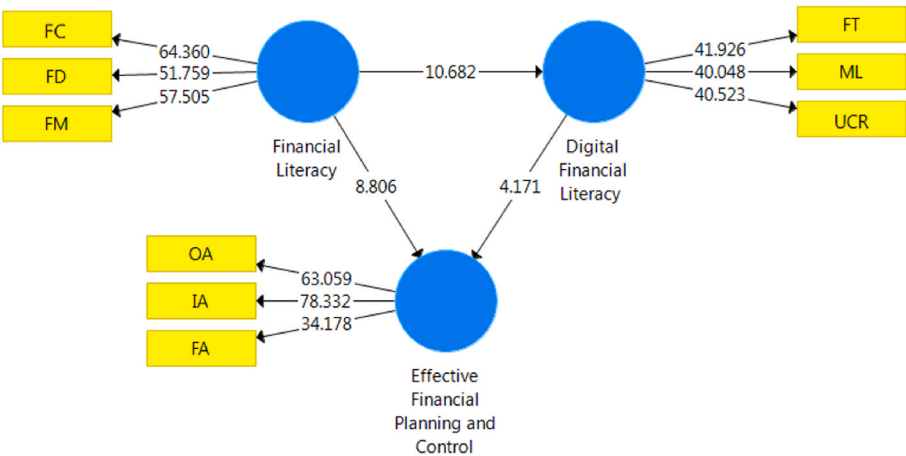 FC
64.360
FD
51.759
FM
57.505
Financial
Literacy
10.682
Digital
Financial
Literacy
41.926
FT
40.048
ML
40.523
UCR
8.806
4.171
OA
63.059
IA
78.332
FA
34.178
Effective
Financial
Planning and
Control